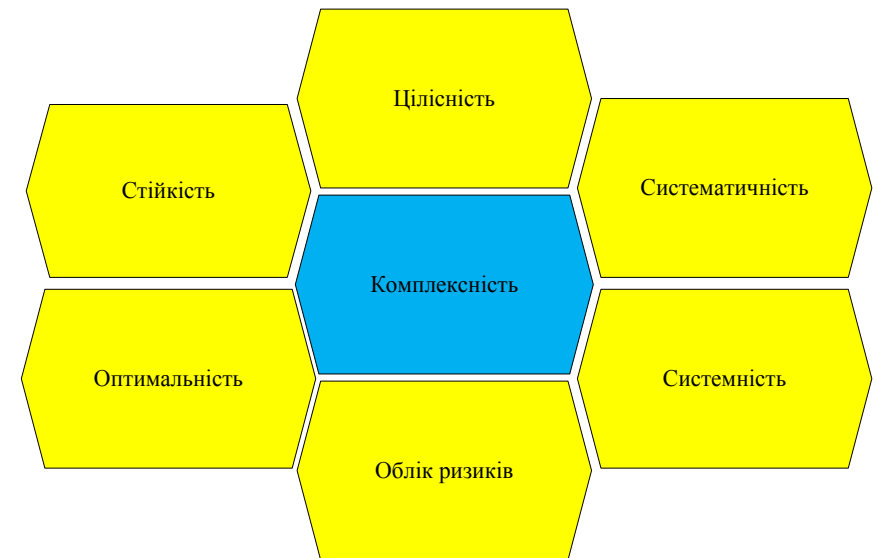 Цілісність
Стійкість
Систематичність
Комплексність
Оптимальність
Системність
Облік ризиків